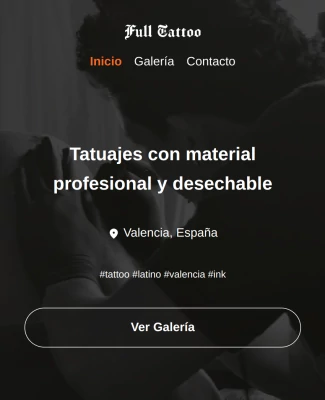 Full Tattoo
Inicio Galería Contacto
Tatuajes con material
profesional y desechable
Valencia, España
#tattoo #latino #valencia #ink
Ver Galería